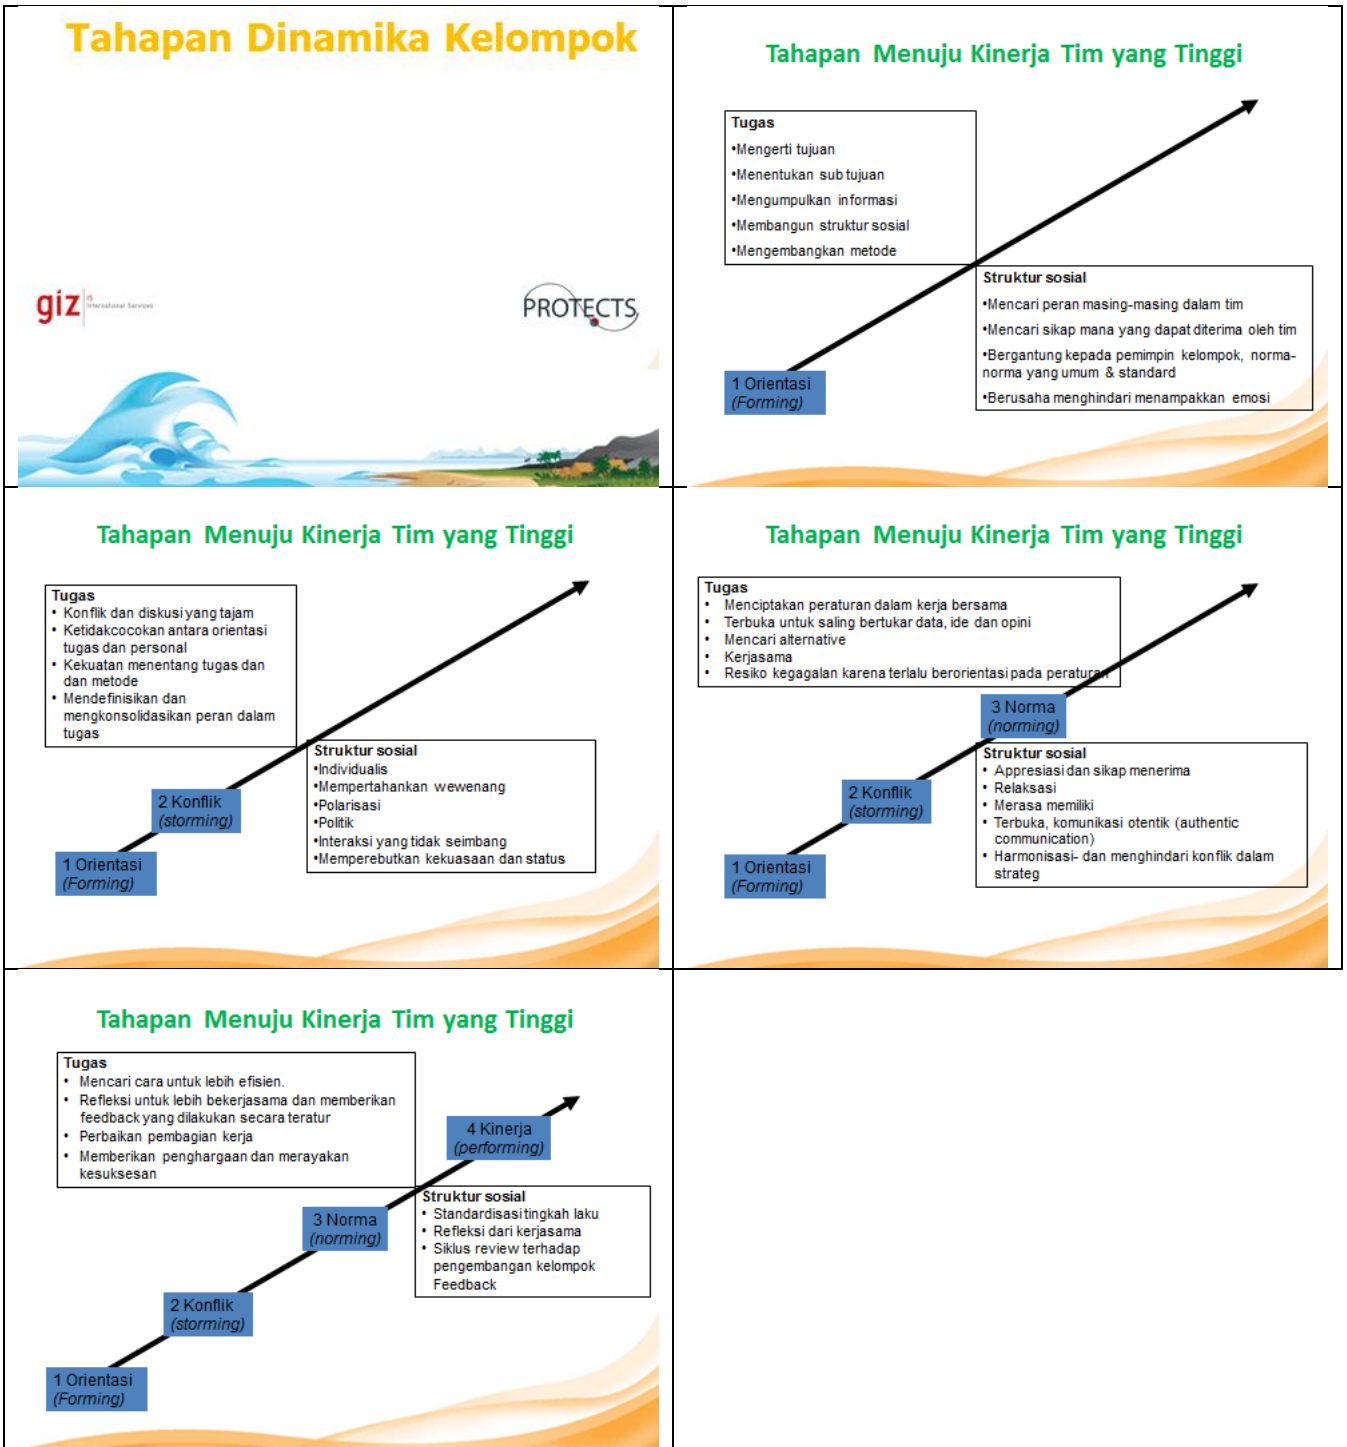 Tahapan Dinamika Kelompok
giz
IS
International Services
PROTECTS
Tahapan Menuju Kinerja Tim yang Tinggi
Tugas
•Mengerti tujuan
•Menentukan sub tujuan
•Mengumpulkan informasi
•Membangun struktur sosial
•Mengembangkan metode
Struktur sosial
•Mencari peran masing-masing dalam tim
•Mencari sikap mana yang dapat diterima oleh tim
•Bergantung kepada pemimpin kelompok, norma-
norma yang umum & standard
•Berusaha menghindari menampakkan emosi
1 Orientasi
(Forming)
Tahapan Menuju Kinerja Tim yang Tinggi
Tugas
• Konflik dan diskusi yang tajam
• Ketidakcocokan antara orientasi
tugas dan personal
• Kekuatan menentang tugas dan
dan metode
• Mendefinisikan dan
mengkonsolidasikan peran dalam
tugas
Struktur sosial
•Individualis
•Mempertahankan wewenang
•Polarisasi
•Politik
•Interaksi yang tidak seimbang
•Memperebutkan kekuasaan dan status
2 Konflik
(storming)
1 Orientasi
(Forming)
Tahapan Menuju Kinerja Tim yang Tinggi
Tugas
• Menciptakan peraturan dalam kerja bersama
• Terbuka untuk saling bertukar data, ide dan opini
• Mencari alternative
• Kerjasama
• Resiko kegagalan karena terlalu berorientasi pada peraturan
3 Norma
(norming)
Struktur sosial
• Appresiasi dan sikap menerima
• Relaksasi
• Merasa memiliki
• Terbuka, komunikasi otentik (authentic
communication)
• Harmonisasi- dan menghindari konflik dalam
strateg
2 Konflik
(storming)
1 Orientasi
(Forming)
Tahapan Menuju Kinerja Tim yang Tinggi
Tugas
• Mencari cara untuk lebih efisien.
• Refleksi untuk lebih bekerjasama dan memberikan
feedback yang dilakukan secara teratur
• Perbaikan pembagian kerja
• Memberikan penghargaan dan merayakan
kesuksesan
4 Kinerja
(performing)
Struktur sosial
• Standardisasi tingkah laku
• Refleksi dari kerjasama
• Siklus review terhadap
pengembangan kelompok
Feedback
3 Norma
(norming)
2 Konflik
(storming)
1 Orientasi
(Forming)